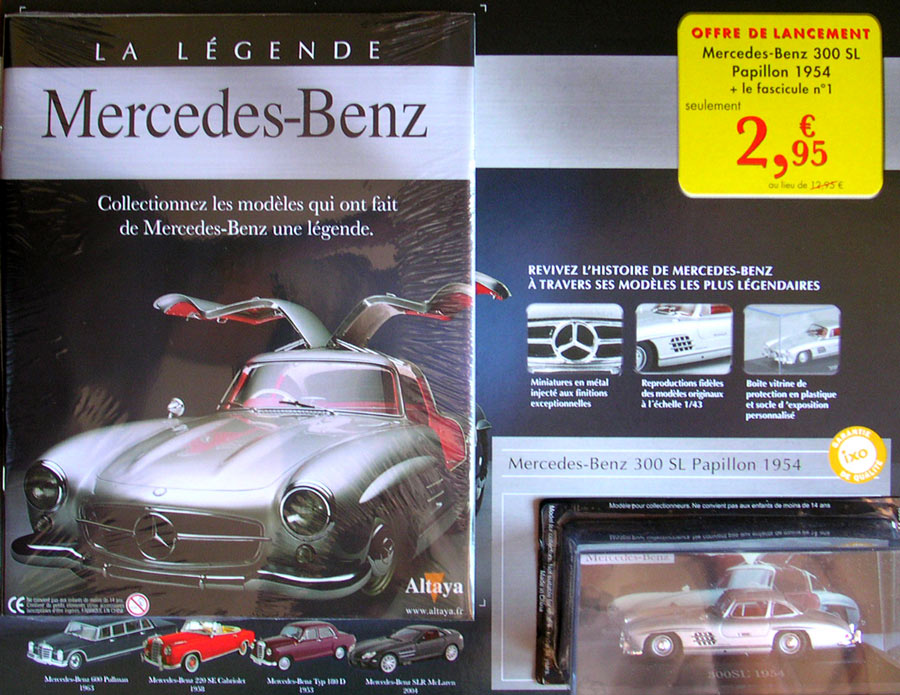 LA LÉGENDE
Mercedes-Benz
Collectionnez les modèles qui ont fait
de Mercedes-Benz une légende.
Altaya
www.altaya.fr
CE
Mercedes-Benz 600 Pullman
1963
Mercedes-Benz 220 SE Cabriolet
1958
Mercedes-Benz Typ 180 D
1953
Mercedes-Benz SLR McLaren
2004
OFFRE DE LANCEMENT
Mercedes-Benz 300 SL
Papillon 1954
+ le fascicule n°1
seulement
2,95 €
au lieu de 12,95 €
REVIVEZ L'HISTOIRE DE MERCEDES-BENZ
À TRAVERS SES MODÈLES LES PLUS LÉGENDAIRES
Miniatures en métal
injecté aux finitions
exceptionnelles
Reproductions fidèles
des modèles originaux
à l'échelle 1/43
Boite vitrine de
protection en plastique
et socle d'exposition
personnalisé
GARANTIE
ixo
DE QUALITÉ
Mercedes-Benz 300 SL Papillon 1954
Modèle pour collectionneurs. Ne convient pas aux enfants de moins de 14 ans
Made in China
Mercedes-Benz
300SL 1954